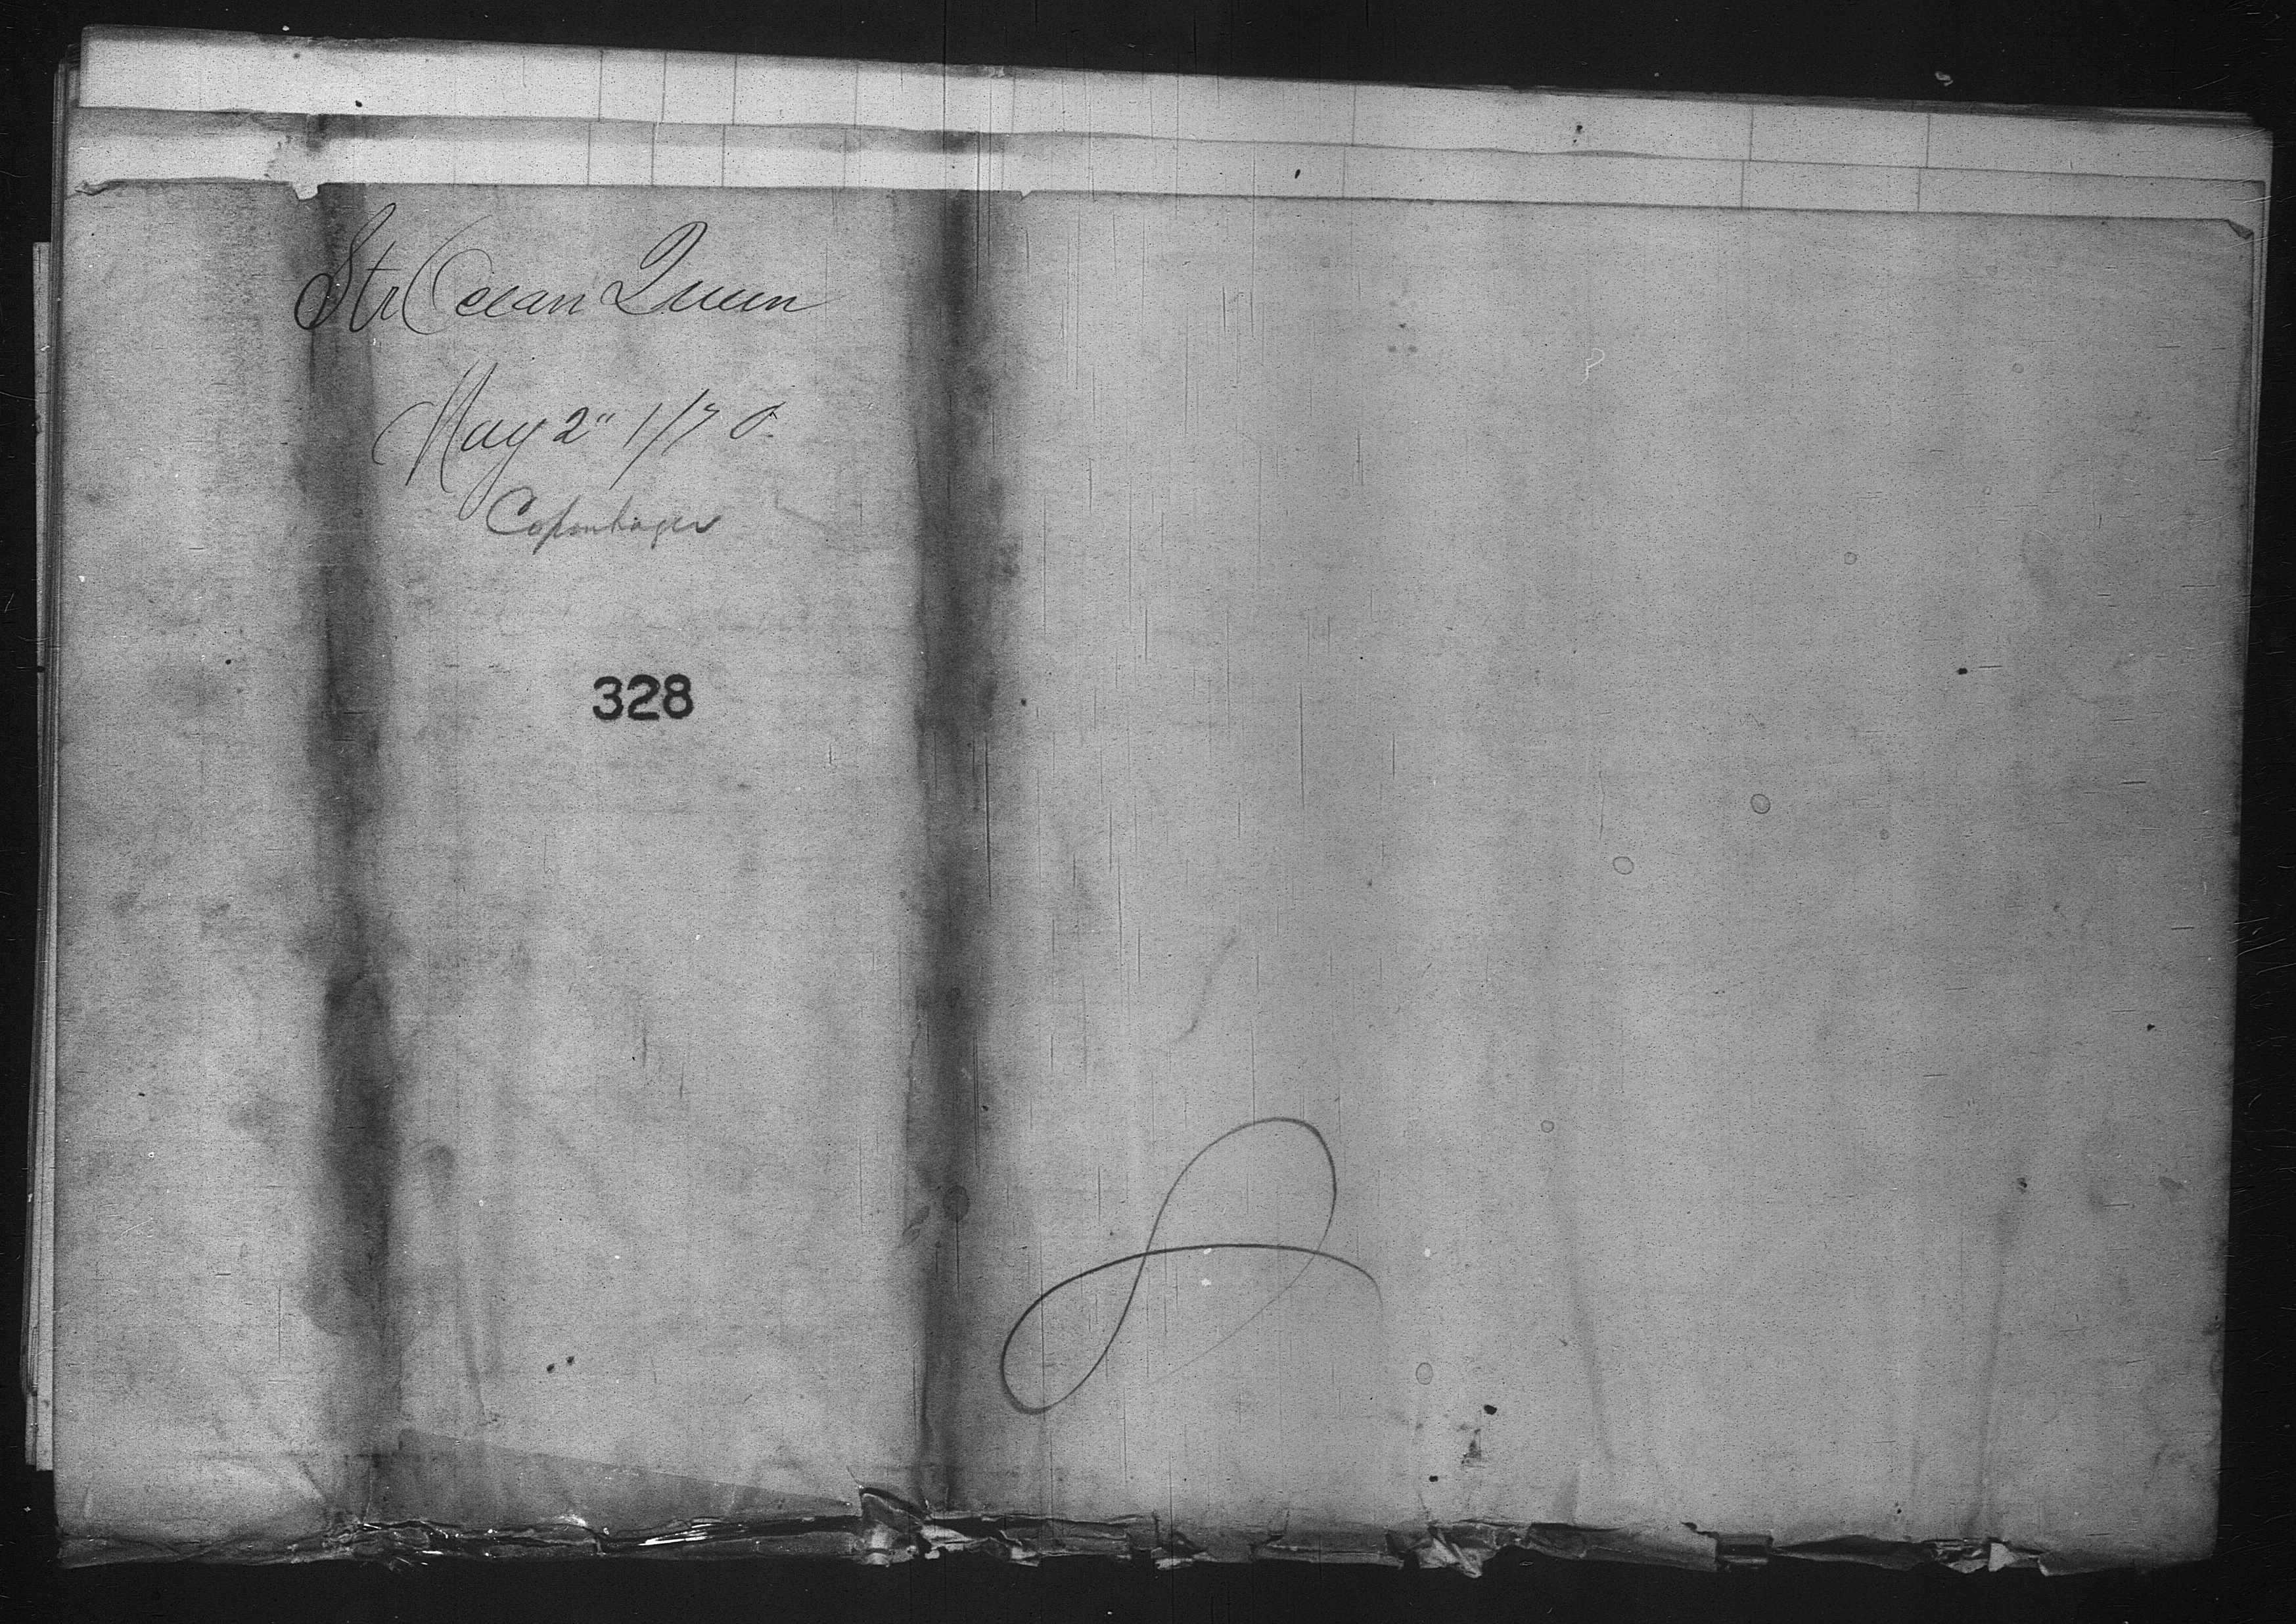 Str Ocean Queen
May 2" 1/70
Copenhagen
328